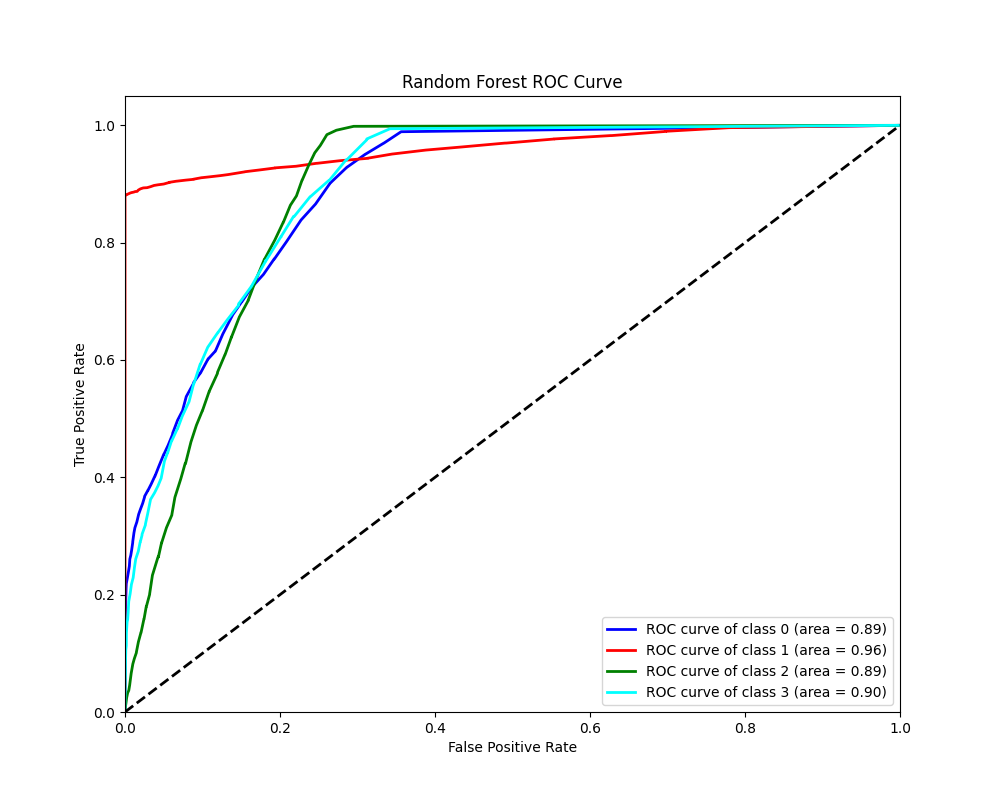 Random Forest ROC Curve
True Positive Rate
1.0
0.8
0.6
0.4
0.2
0.0
0.0 0.2 0.4 0.6 0.8 1.0
False Positive Rate
ROC curve of class 0 (area = 0.89)
ROC curve of class 1 (area = 0.96)
ROC curve of class 2 (area = 0.89)
ROC curve of class 3 (area = 0.90)